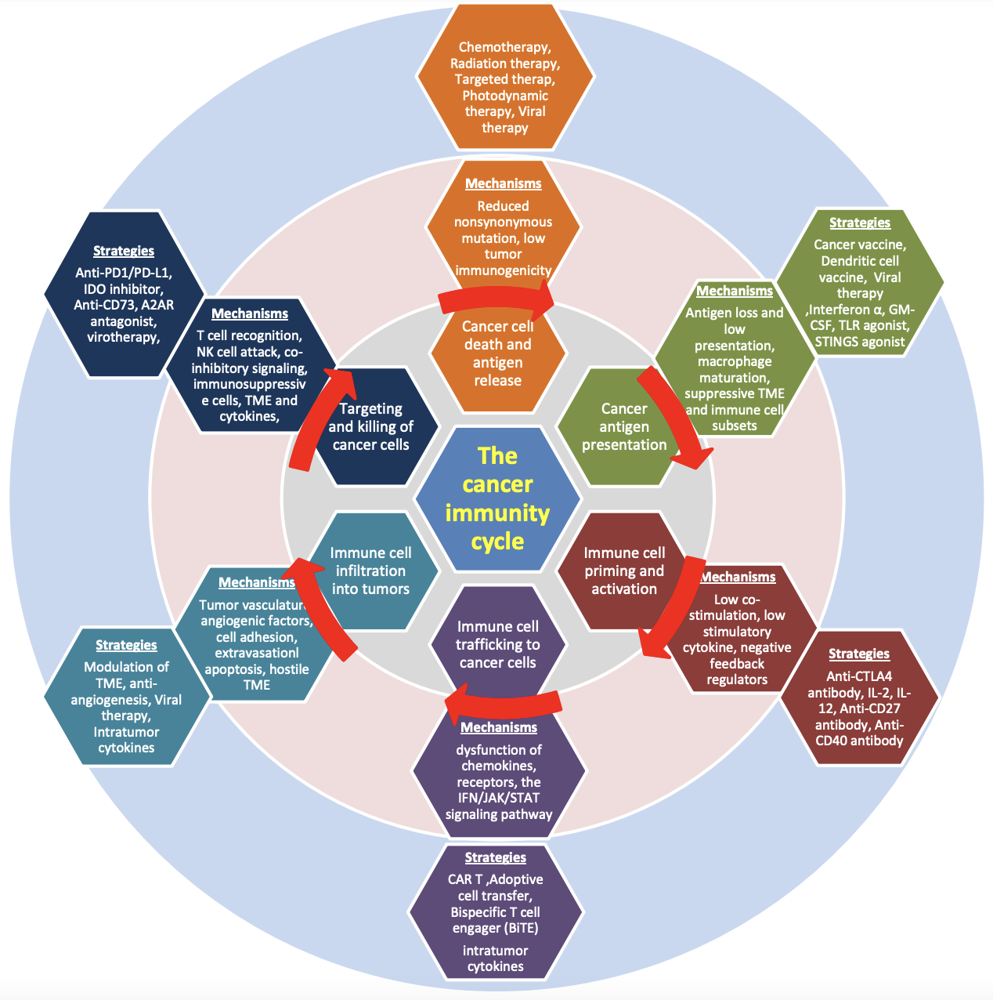 Chemotherapy,
Radiation therapy,
Targeted therap,
Photodynamic
therapy, Viral
therapy
Mechanisms
Reduced
nonsynonymous
mutation, low
tumor
immunogenicity
Cancer cell
death and
antigen
release
Strategies
Cancer vaccine,
Dendritic cell
vaccine, Viral
therapy
,Interferon α, GM-
CSF, TLR agonist,
STINGS agonist
Mechanisms
Antigen loss and
low
presentation,
macrophage
maturation,
suppressive TME
and immune cell
subsets
Cancer
antigen
presentation
Strategies
Anti-PD1/PD-L1,
IDO inhibitor,
Anti-CD73, A2AR
antagonist,
virotherapy,
Mechanisms
T cell recognition,
NK cell attack, co-
inhibitory signaling,
immunosuppressiv
e cells, TME and
cytokines,
Targeting
and killing of
cancer cells
The
cancer
immunity
cycle
Immune cell
infiltration
into tumors
Mechanisms
Tumor vasculatur
angiogenic factors,
cell adhesion,
extravasationl
apoptosis, hostile
TME
Strategies
Modulation of
TME, anti-
angiogenesis, Viral
therapy,
Intratumor
cytokines
Immune cell
priming and
activation
Mechanisms
Low co-
stimulation, low
stimulatory
cytokine, negative
feedback
regulators
Strategies
Anti-CTLA4
antibody, IL-2, IL-
12, Anti-CD27
antibody, Anti-
CD40 antibody
Immune cell
trafficking to
cancer cells
Mechanisms
dysfunction of
chemokines,
receptors, the
IFN/JAK/STAT
signaling pathway
Strategies
CAR T ,Adoptive
cell transfer,
Bispecific T cell
engager (BiTE)
intratumor
cytokines